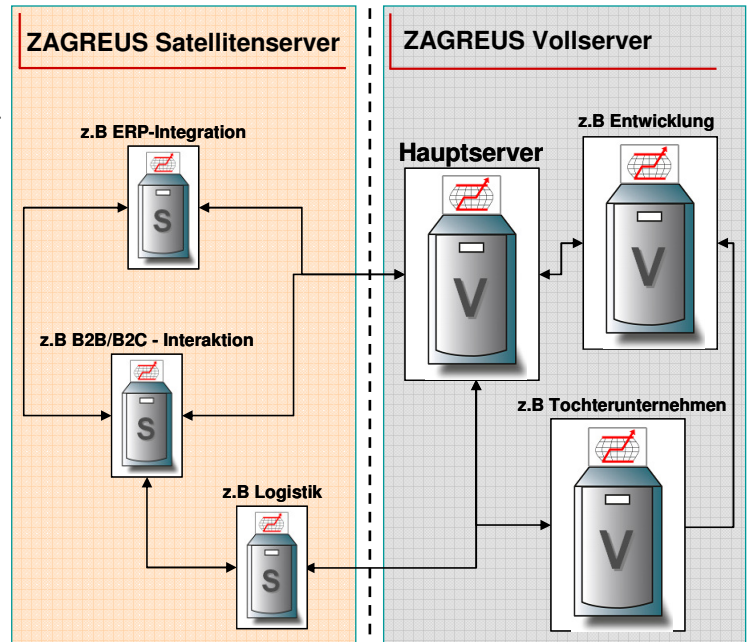 ZAGREUS Satellitenserver
ZAGREUS Vollserver
z.B ERP-Integration
S
z.B B2B/B2C - Interaktion
S
z.B Logistik
S
Hauptserver
V
z.B Entwicklung
V
z.B Tochterunternehmen
V